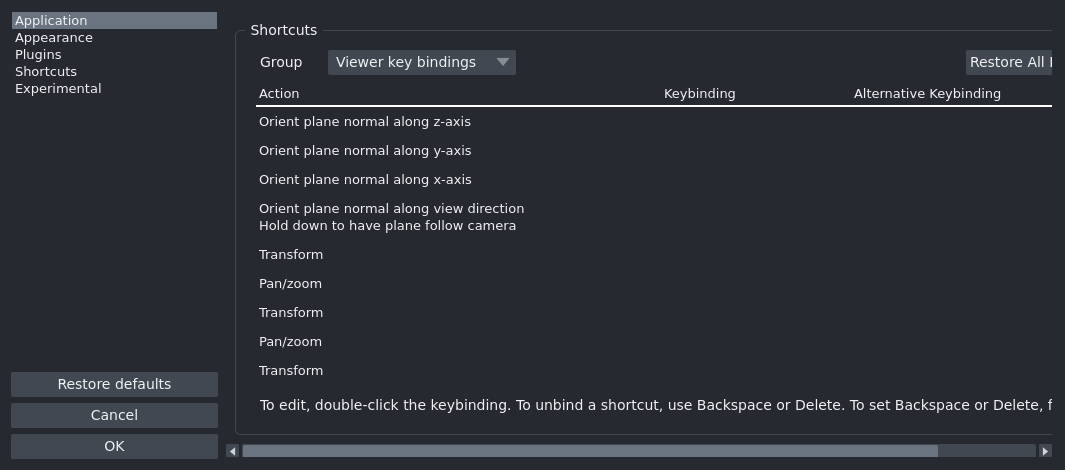 Application
Appearance
Plugins
Shortcuts
Experimental
Restore defaults
Cancel
OK
Shortcuts
Group Viewer key bindings Restore All
Action Keybinding Alternative Keybinding
Orient plane normal along z-axis
Orient plane normal along y-axis
Orient plane normal along x-axis
Orient plane normal along view direction
Hold down to have plane follow camera
Transform
Pan/zoom
Transform
Pan/zoom
Transform
To edit, double-click the keybinding. To unbind a shortcut, use Backspace or Delete. To set Backspace or Delete,